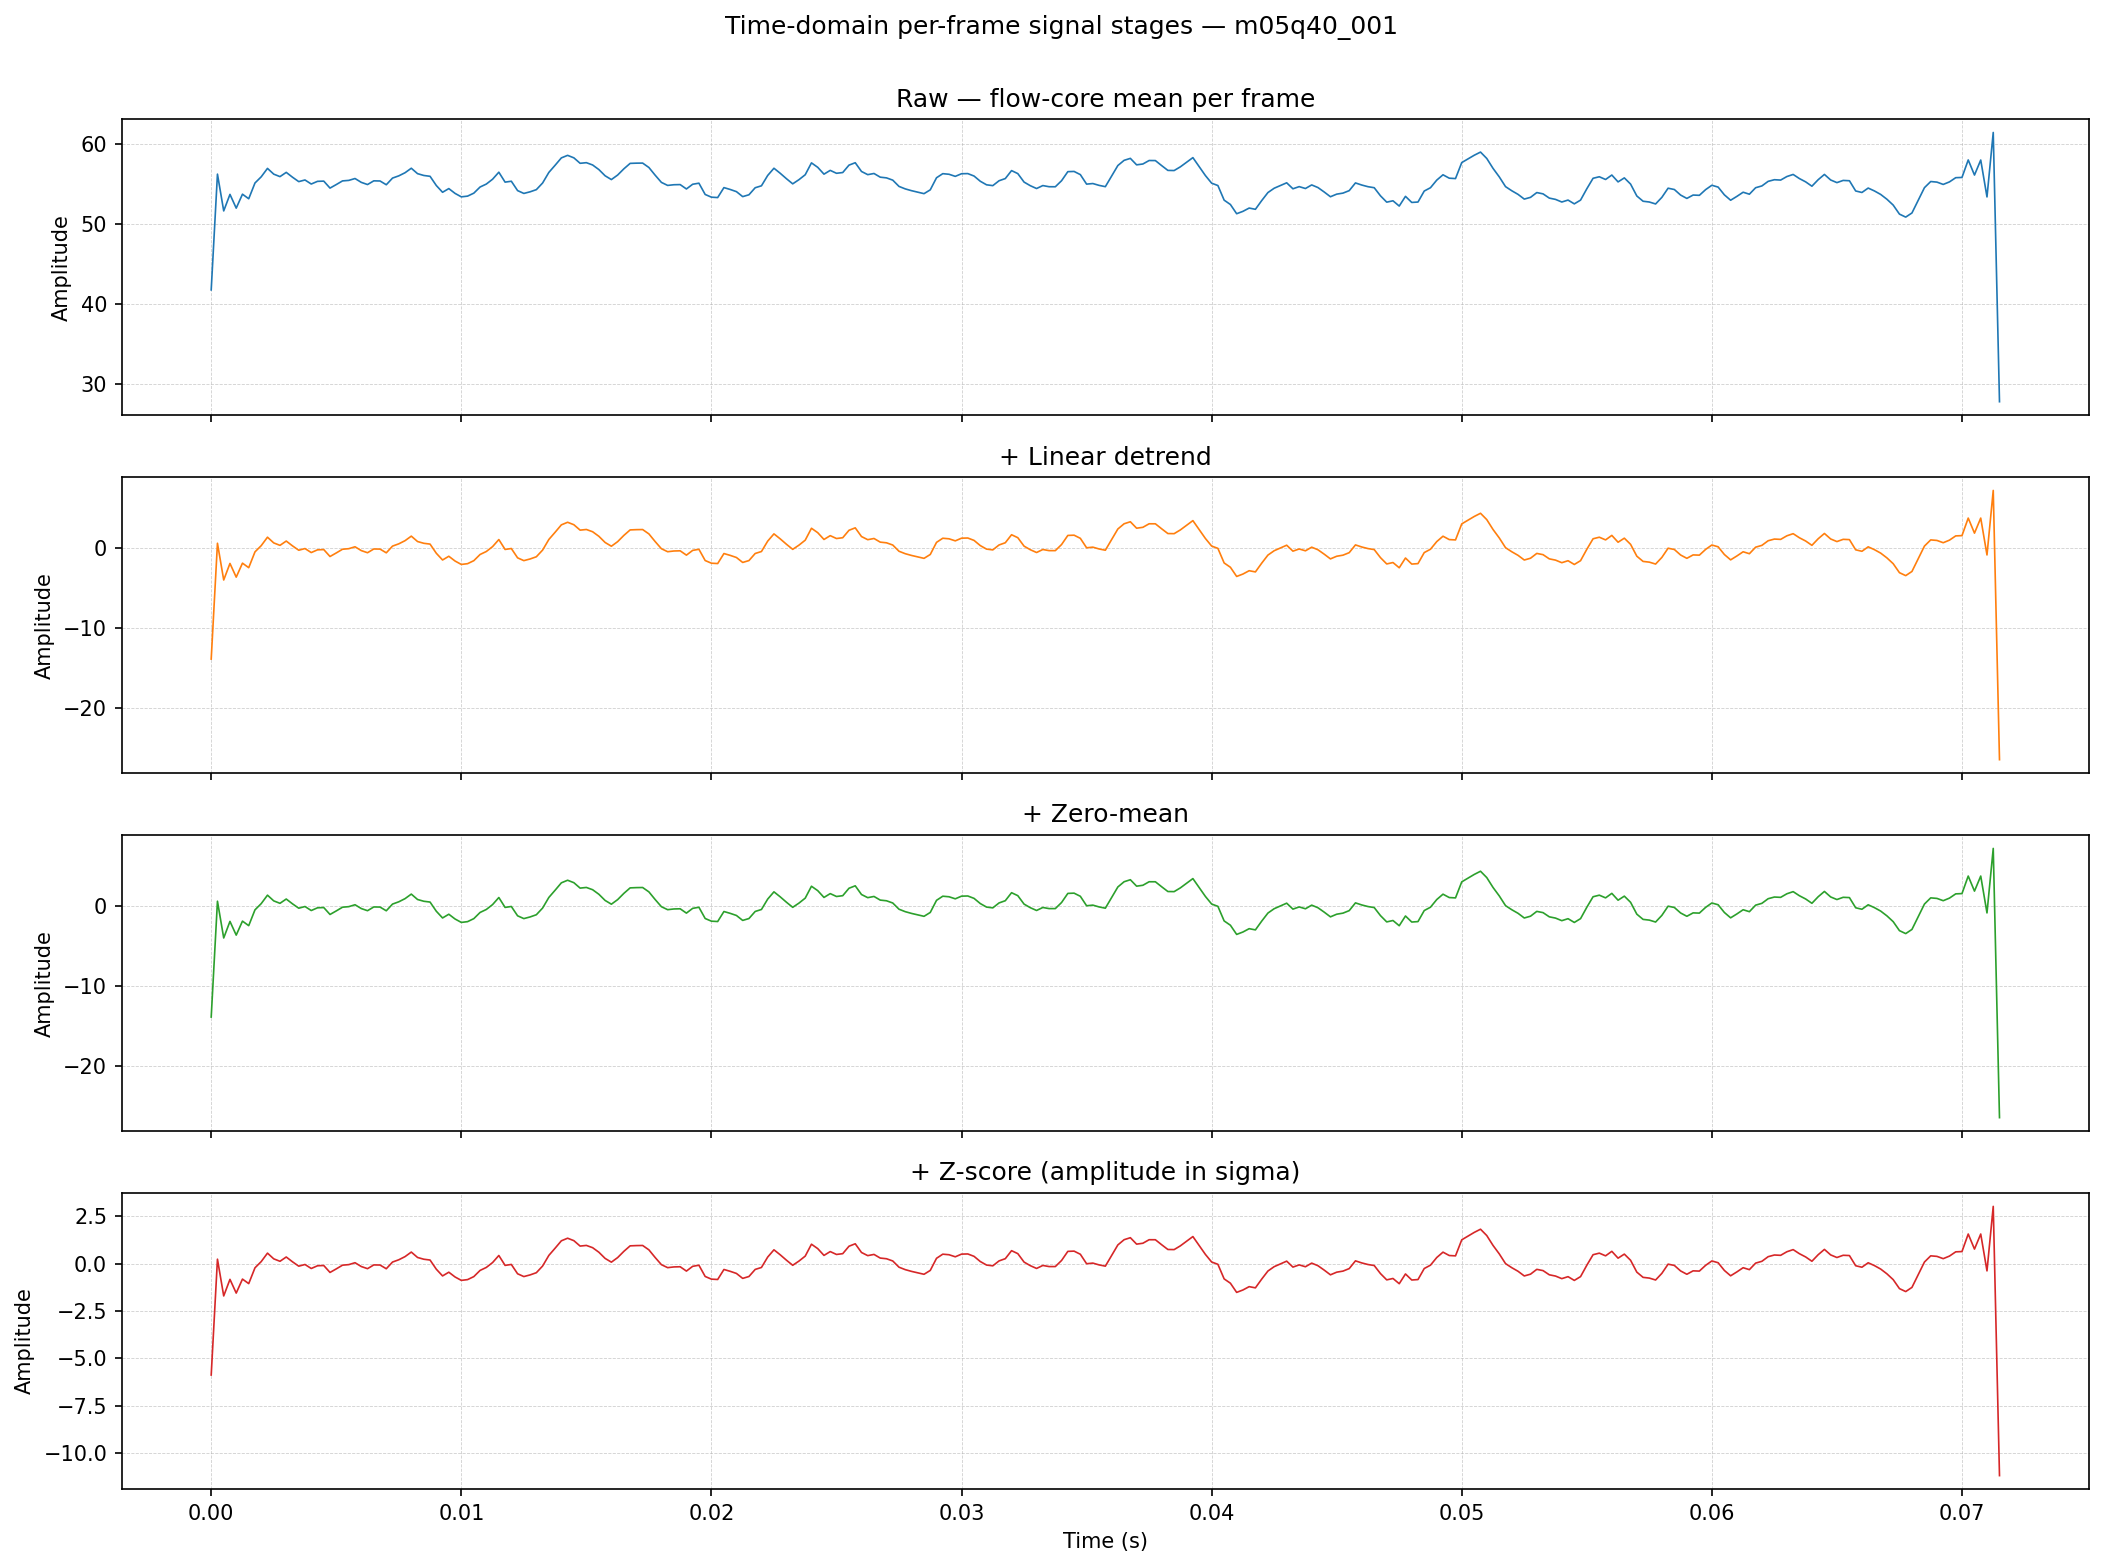 Time-domain per-frame signal stages — m05q40_001
Raw — flow-core mean per frame
60
50
40
30
Amplitude
+ Linear detrend
0
−10
−20
Amplitude
+ Zero-mean
0
−10
−20
Amplitude
+ Z-score (amplitude in sigma)
2.5
0.0
−2.5
−5.0
−7.5
−10.0
Amplitude
0.00 0.01 0.02 0.03 0.04 0.05 0.06 0.07
Time (s)